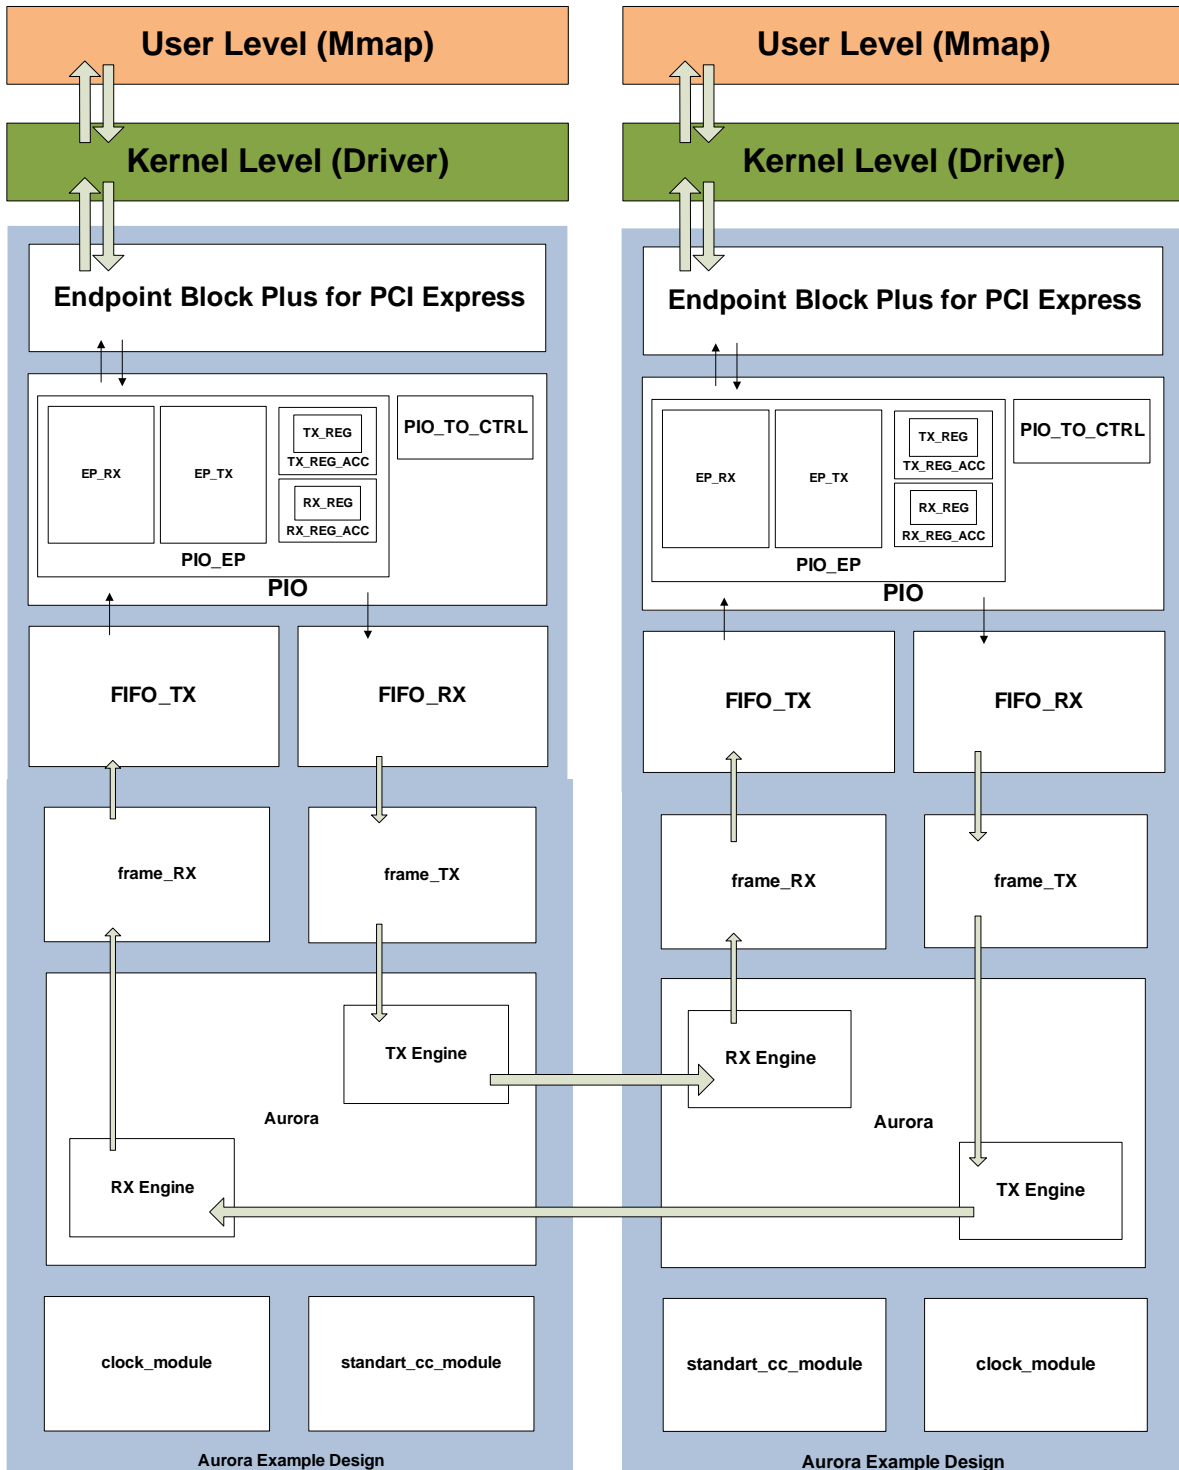 User Level (Mmap)
Kernel Level (Driver)
Endpoint Block Plus for PCI Express
EP_RX
EP_TX
TX_REG
TX_REG_ACC
RX_REG
RX_REG_ACC
PIO_EP
PIO_TO_CTRL
PIO
FIFO_TX
FIFO_RX
frame_RX
frame_TX
TX Engine
Aurora
RX Engine
clock_module
standart_cc_module
Aurora Example Design
User Level (Mmap)
Kernel Level (Driver)
Endpoint Block Plus for PCI Express
EP_RX
EP_TX
TX_REG
TX_REG_ACC
RX_REG
RX_REG_ACC
PIO_EP
PIO_TO_CTRL
PIO
FIFO_TX
FIFO_RX
frame_RX
frame_TX
RX Engine
Aurora
TX Engine
standart_cc_module
clock_module
Aurora Example Design